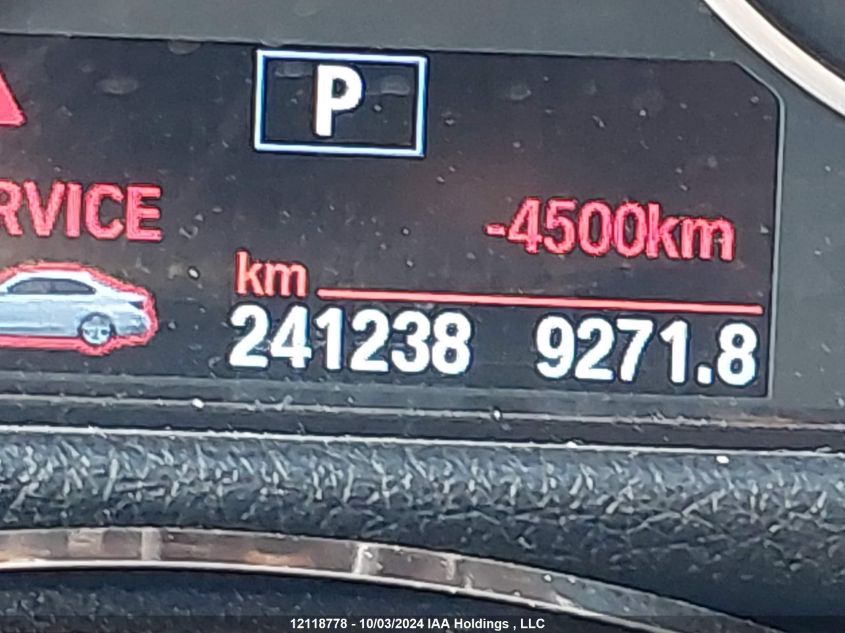 P
RVICE -4500km
km
241238 9271.8
12118778 - 10/03/2024 IAA Holdings , LLC